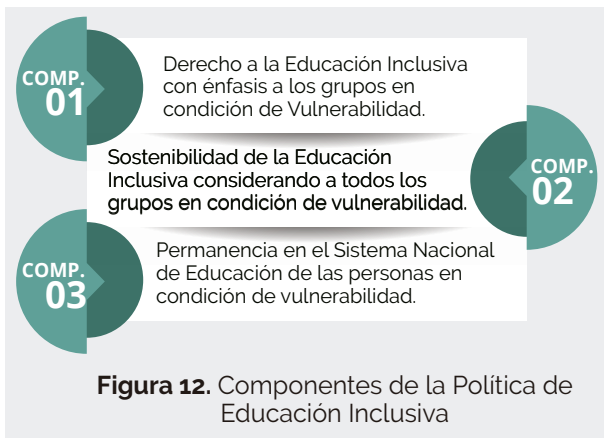 COMP.
01
Derecho a la Educación Inclusiva
con énfasis a los grupos en
condición de Vulnerabilidad.
Sostenibilidad de la Educación
Inclusiva considerando a todos los
grupos en condición de vulnerabilidad.
COMP.
02
COMP.
03
Permanencia en el Sistema Nacional
de Educación de las personas en
condición de vulnerabilidad.
Figura 12. Componentes de la Política de
Educación Inclusiva